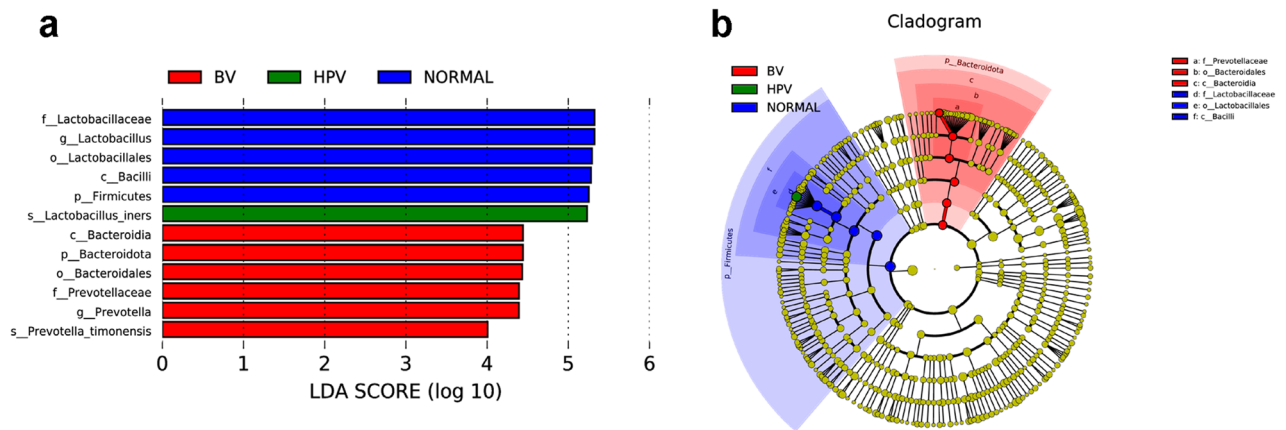 a
BV HPV NORMAL
f__Lactobacillaceae
g__Lactobacillus
o__Lactobacillales
c__Bacilli
p__Firmicutes
s__Lactobacillus_iners
c__Bacteroidia
p__Bacteroidota
o__Bacteroidales
f__Prevotellaceae
g__Prevotella
s__Prevotella_timonensis
0 1 2 3 4 5 6
LDA SCORE (log 10)
b
Cladogram
BV
HPV
NORMAL
p__Bacteroidota
c
b
a
f
e
d
p__Firmicutes
a: f__Prevotellaceae
b: o__Bacteroidales
c: c__Bacteroidia
d: f__Lactobacillaceae
e: o__Lactobacillales
f: c__Bacilli